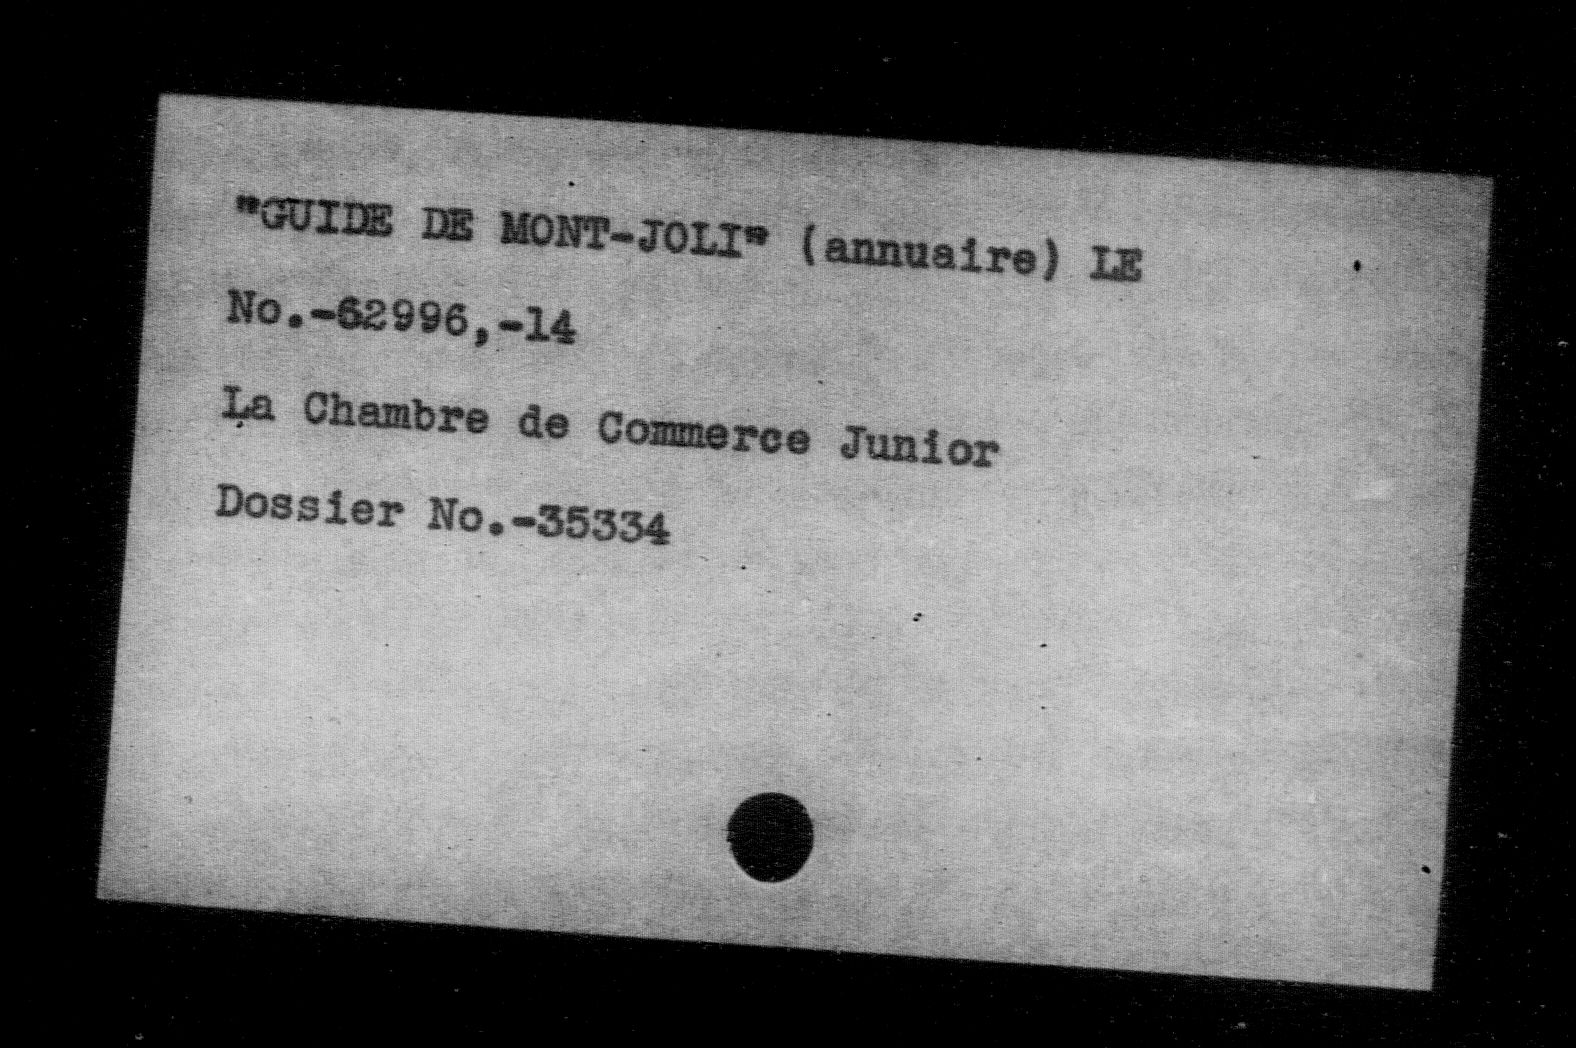 "GUIDE DE MONT-JOLI" (annuaire) LE
No.-62996,-14
La Chambre de Commerce Junior
Dossier No.-35334